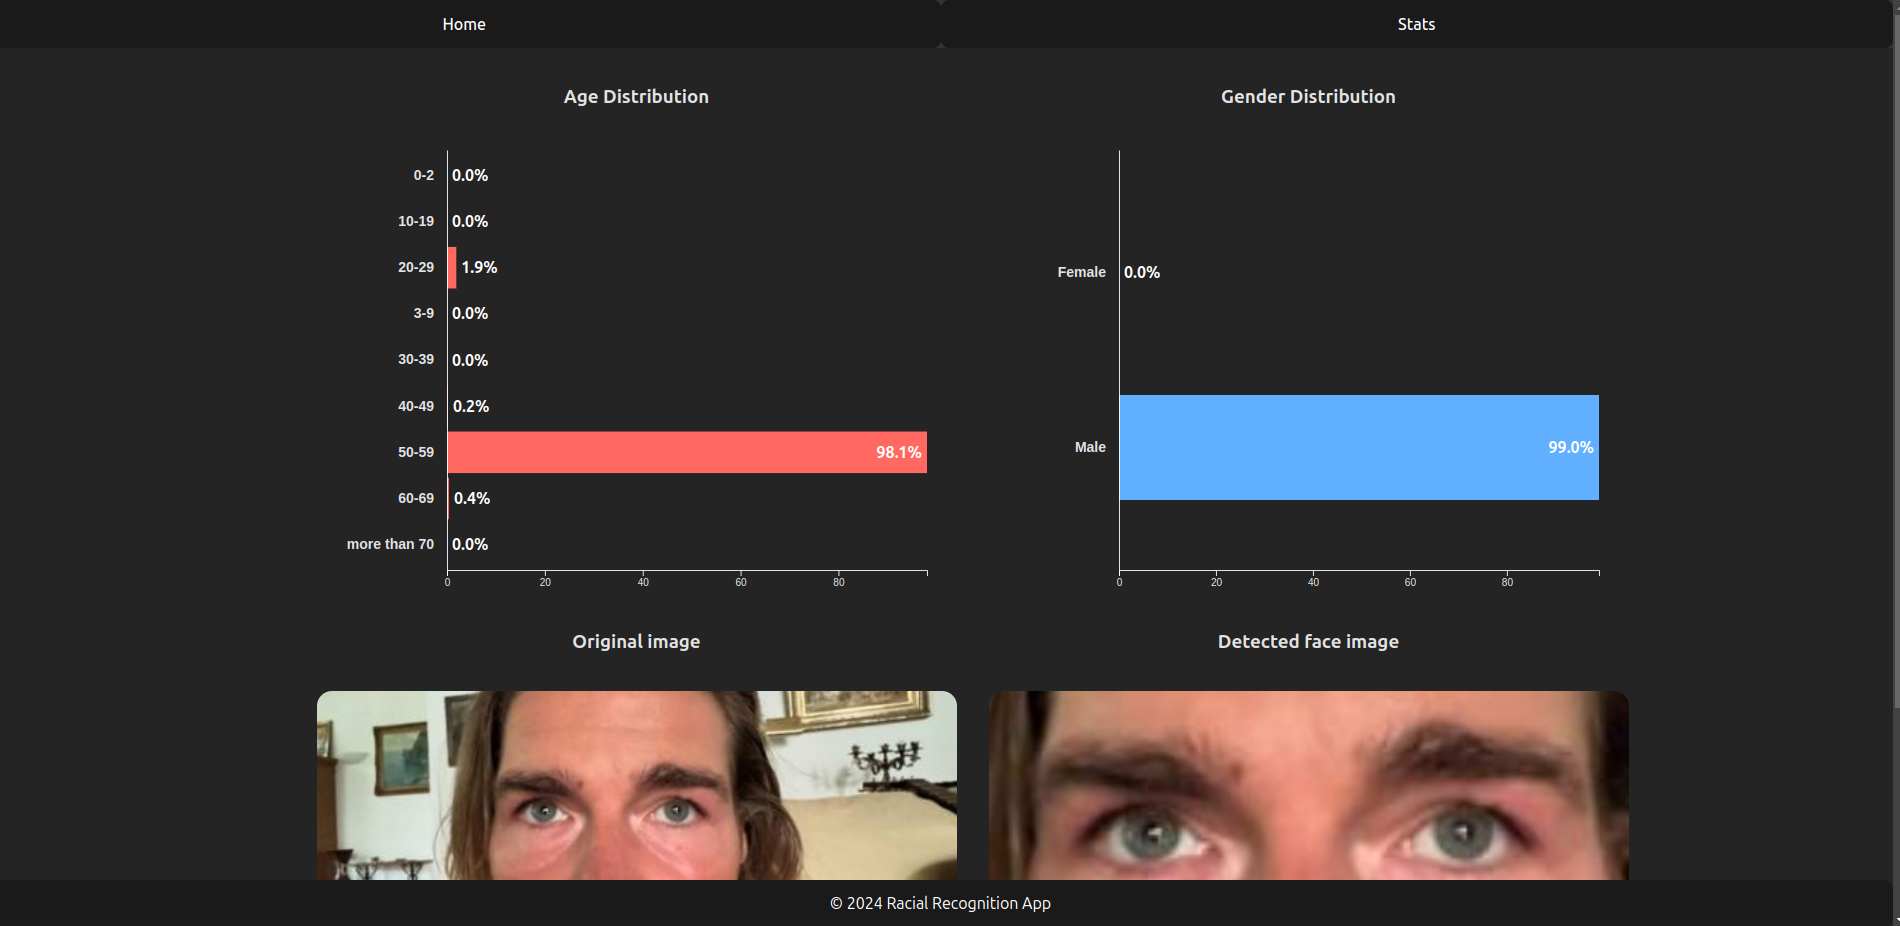 Home
Stats
Age Distribution
0-2 0.0%
10-19 0.0%
20-29 1.9%
3-9 0.0%
30-39 0.0%
40-49 0.2%
50-59 98.1%
60-69 0.4%
more than 70 0.0%
0 20 40 60 80
Gender Distribution
Female 0.0%
Male 99.0%
0 20 40 60 80
Original image
Detected face image
© 2024 Racial Recognition App